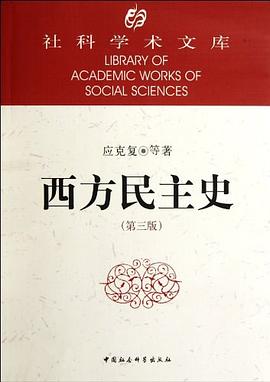 社科学术文库
LIBRARY OF
ACADEMIC WORKS OF
SOCIAL SCIENCES
应克复 等著
西方民主史
(第三版)
中国社会科学出版社